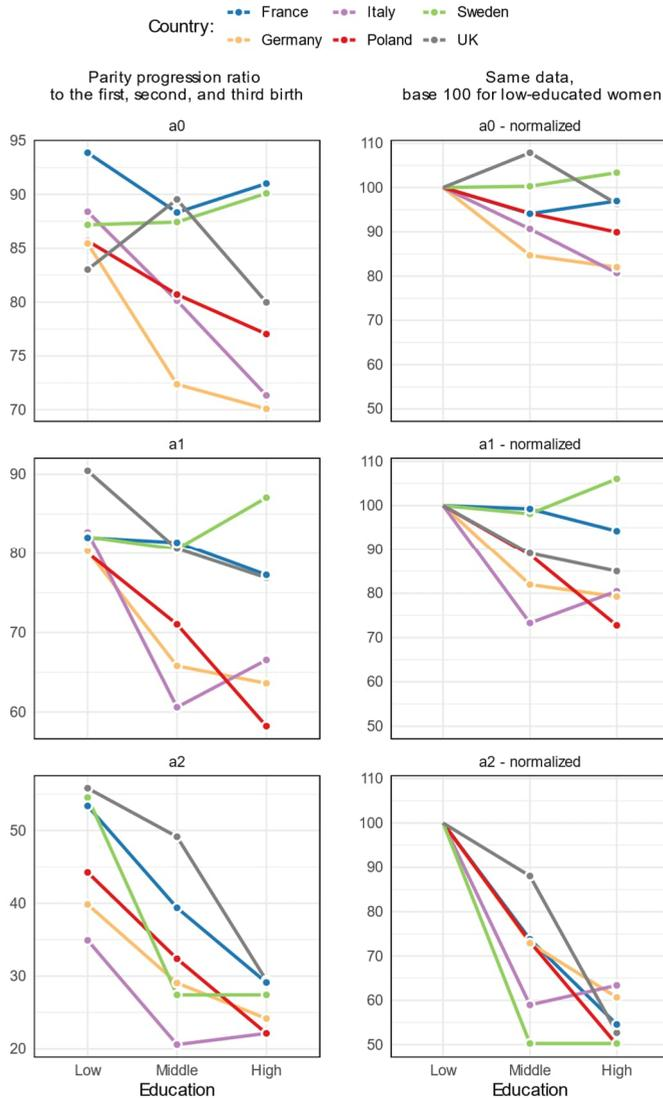 Country:
France
Italy
Sweden
Germany
Poland
UK
Parity progression ratio
to the first, second, and third birth
Same data,
base 100 for low-educated women
a0
95
90
85
80
75
70
a0 - normalized
110
100
90
80
70
60
50
a1
90
80
70
60
a1 - normalized
110
100
90
80
70
60
50
a2
50
40
30
20
Low Middle High
Education
a2 - normalized
110
100
90
80
70
60
50
Low Middle High
Education